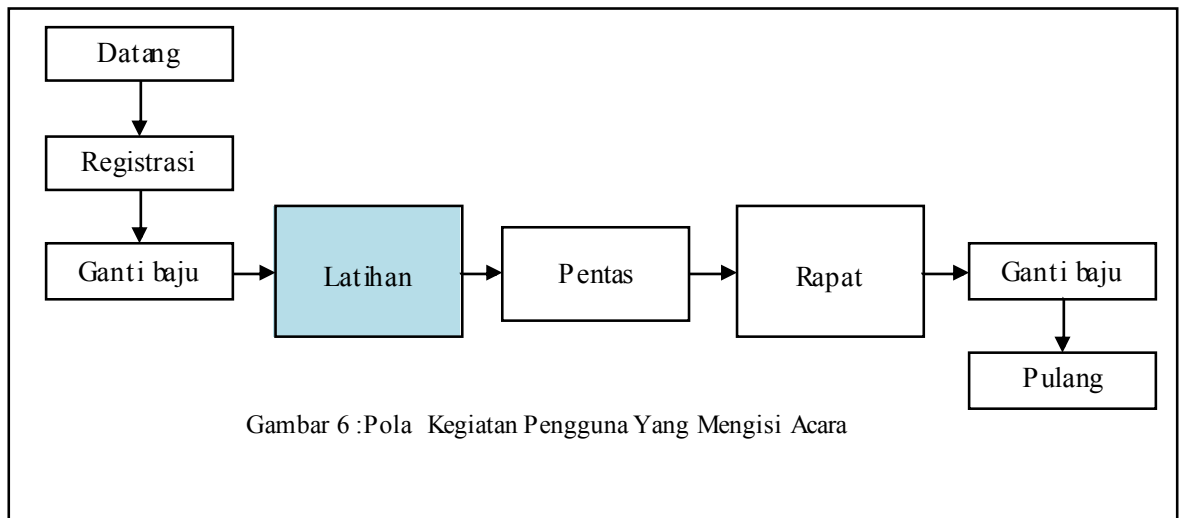 Datang
Registrasi
Ganti baju
Latihan
Pentas
Rapat
Ganti baju
Pulang
Gambar 6 :Pola Kegiatan Pengguna Yang Mengisi Acara